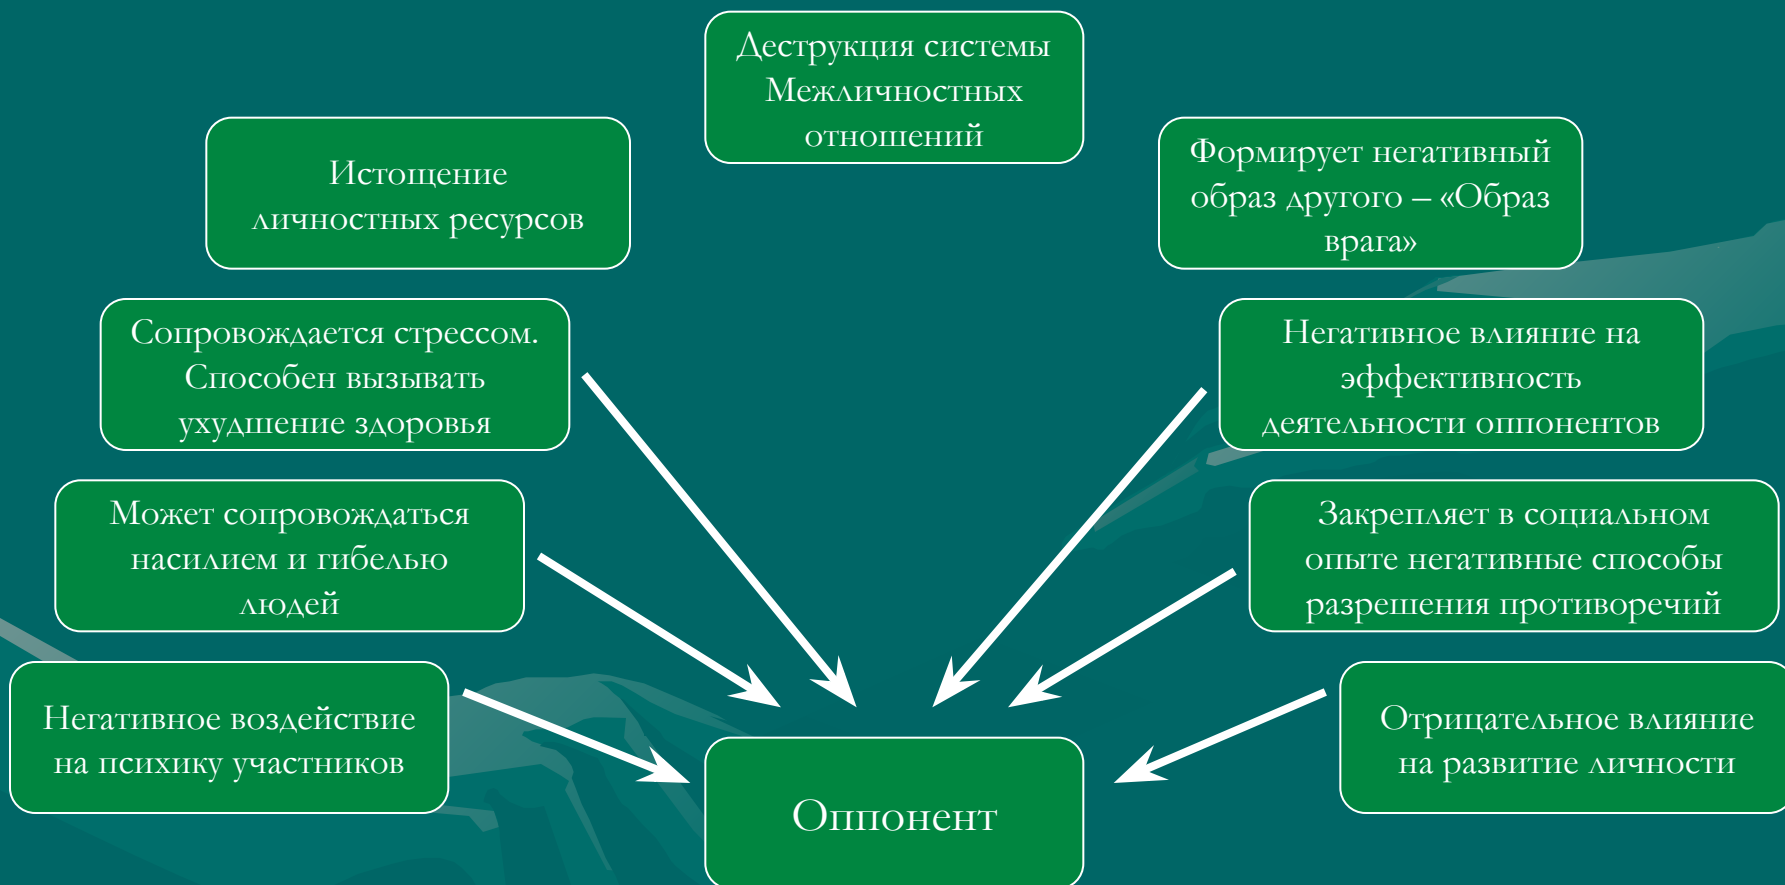 Деструкция системы
Межличностных
отношений
Истощение
личностных ресурсов
Формирует негативный
образ другого – «Образ
врага»
Сопровождается стрессом.
Способен вызывать
ухудшение здоровья
Негативное влияние на
эффективность
деятельности оппонентов
Может сопровождаться
насилием и гибелью
людей
Закрепляет в социальном
опыте негативные способы
разрешения противоречий
Негативное воздействие
на психику участников
Отрицательное влияние
на развитие личности
Оппонент